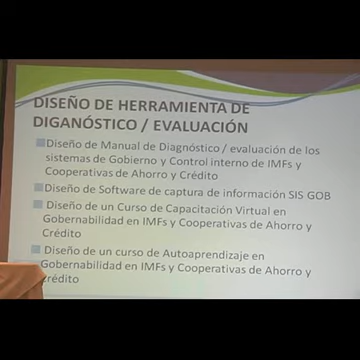 DISEÑO DE HERRAMIENTA DE
DIGANÓSTICO / EVALUACIÓN
Diseño de Manual de Diagnóstico / evaluación de los
sistemas de Gobierno y Control interno de IMFs y
Cooperativas de Ahorro y Crédito
Diseño de Software de captura de información SIS GOB
Diseño de un Curso de Capacitación Virtual en
Gobernabilidad en IMFs y Cooperativas de Ahorro y
Crédito
Diseño de un curso de Autoaprendizaje en
Gobernabilidad en IMFs y Cooperativas de Ahorro y
Crédito